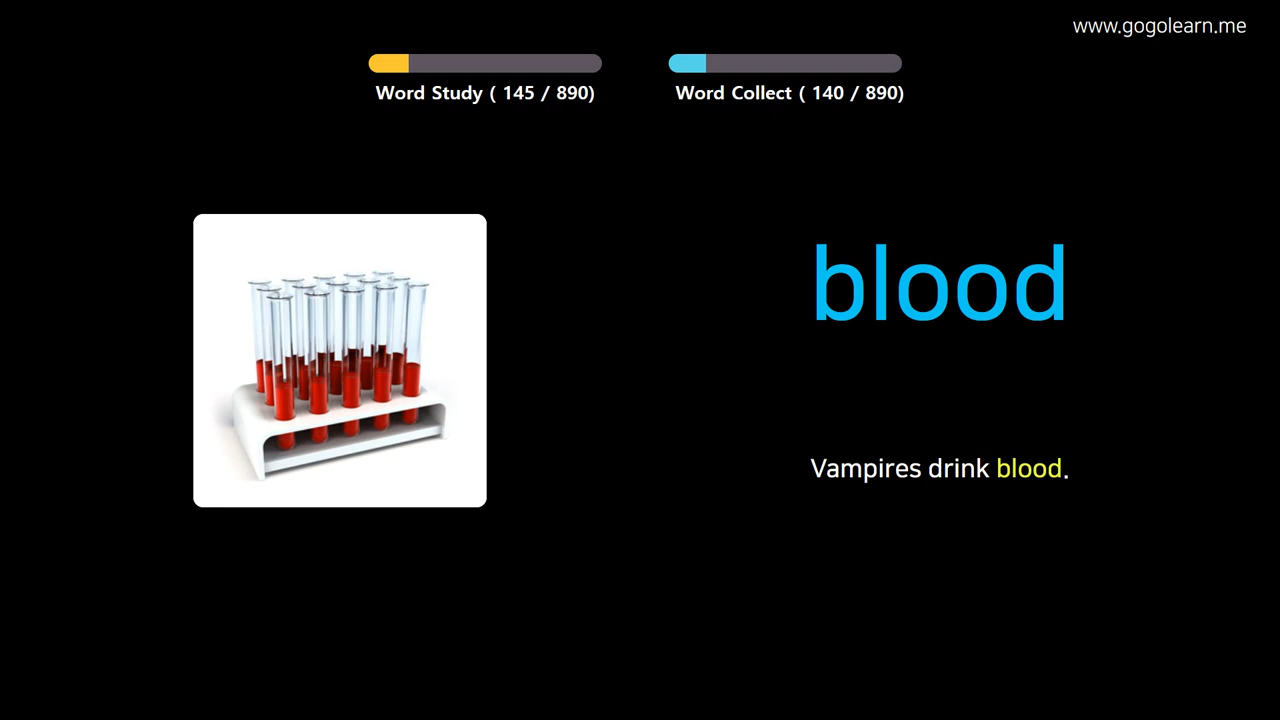 www.gogolearn.me
Word Study ( 145 / 890)
Word Collect ( 140 / 890)
blood
Vampires drink blood.